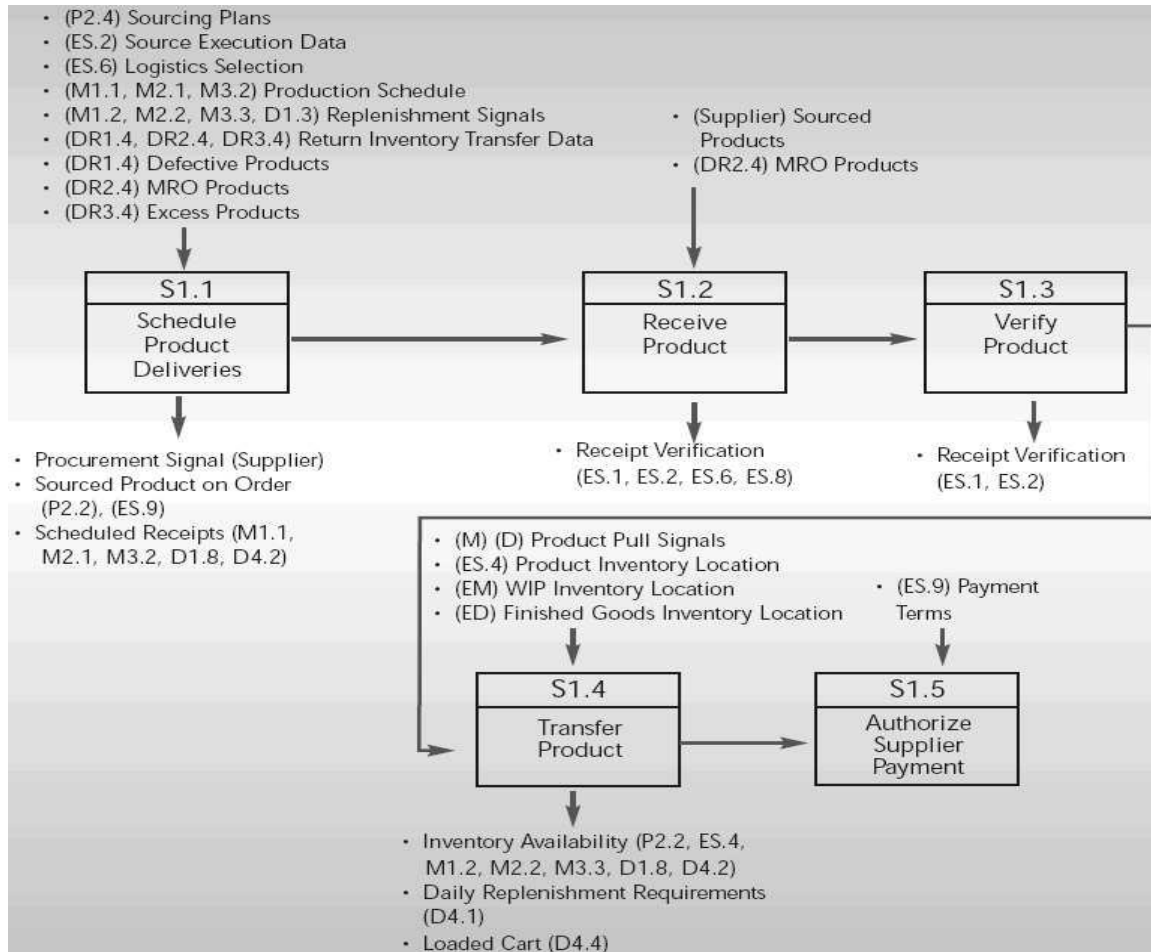 • (P2.4) Sourcing Plans
• (ES.2) Source Execution Data
• (ES.6) Logistics Selection
• (M1.1, M2.1, M3.2) Production Schedule
• (M1.2, M2.2, M3.3, D1.3) Replenishment Signals
• (DR1.4, DR2.4, DR3.4) Return Inventory Transfer Data
• (DR1.4) Defective Products
• (DR2.4) MRO Products
• (DR3.4) Excess Products
• (Supplier) Sourced
Products
• (DR2.4) MRO Products
S1.1
Schedule
Product
Deliveries
S1.2
Receive
Product
S1.3
Verify
Product
• Procurement Signal (Supplier)
• Sourced Product on Order
(P2.2), (ES.9)
• Scheduled Receipts (M1.1,
M2.1, M3.2, D1.8, D4.2)
• Receipt Verification
(ES.1, ES.2, ES.6, ES.8)
• Receipt Verification
(ES.1, ES.2)
• (M) (D) Product Pull Signals
• (ES.4) Product Inventory Location
• (EM) WIP Inventory Location
• (ED) Finished Goods Inventory Location
• (ES.9) Payment
Terms
S1.4
Transfer
Product
S1.5
Authorize
Supplier
Payment
• Inventory Availability (P2.2, ES.4,
M1.2, M2.2, M3.3, D1.8, D4.2)
• Daily Replenishment Requirements
(D4.1)
• Loaded Cart (D4.4)